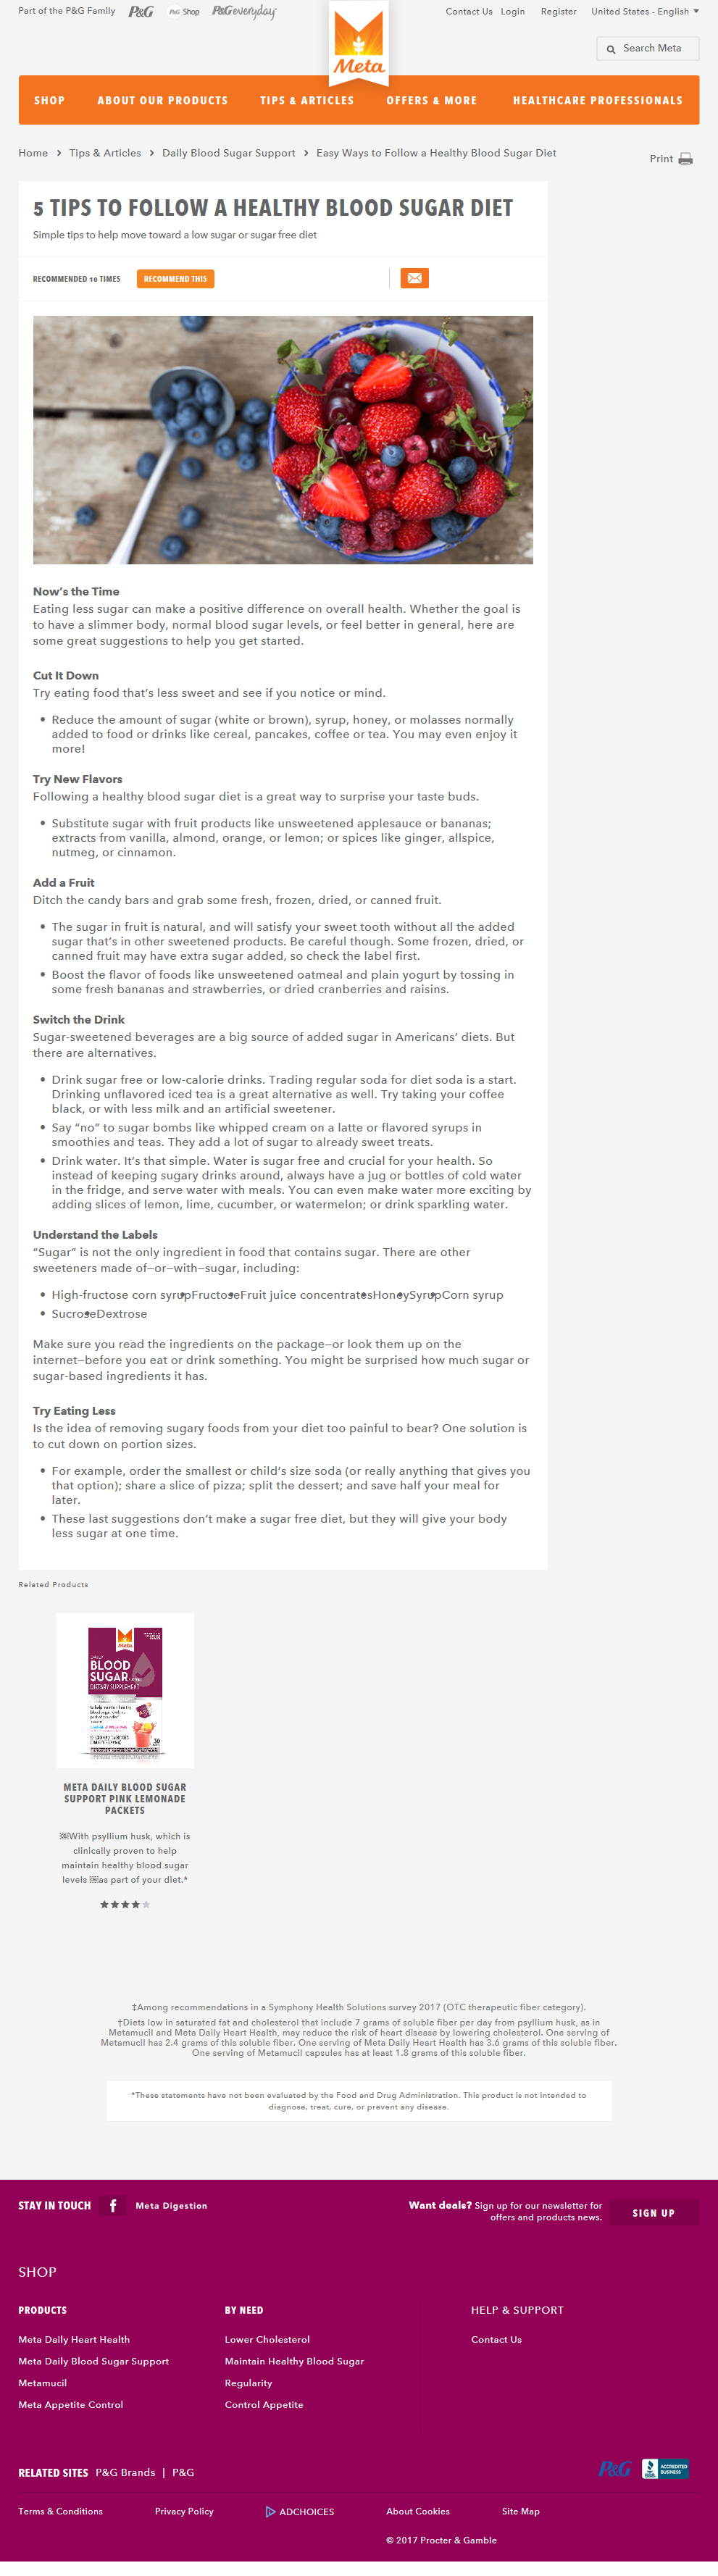 Part of the P&G Family P&G P&G Shop P&G everyday
Contact Us Login Register United States - English
Meta
Search Meta
SHOP ABOUT OUR PRODUCTS TIPS & ARTICLES OFFERS & MORE HEALTHCARE PROFESSIONALS
Home > Tips & Articles > Daily Blood Sugar Support > Easy Ways to Follow a Healthy Blood Sugar Diet
Print
5 TIPS TO FOLLOW A HEALTHY BLOOD SUGAR DIET
Simple tips to help move toward a low sugar or sugar free diet
RECOMMENDED 10 TIMES RECOMMEND THIS
Now’s the Time
Eating less sugar can make a positive difference on overall health. Whether the goal is
to have a slimmer body, normal blood sugar levels, or feel better in general, here are
some great suggestions to help you get started.
Cut It Down
Try eating food that’s less sweet and see if you notice or mind.
• Reduce the amount of sugar (white or brown), syrup, honey, or molasses normally
added to food or drinks like cereal, pancakes, coffee or tea. You may even enjoy it
more!
Try New Flavors
Following a healthy blood sugar diet is a great way to surprise your taste buds.
• Substitute sugar with fruit products like unsweetened applesauce or bananas;
extracts from vanilla, almond, orange, or lemon; or spices like ginger, allspice,
nutmeg, or cinnamon.
Add a Fruit
Ditch the candy bars and grab some fresh, frozen, dried, or canned fruit.
• The sugar in fruit is natural, and will satisfy your sweet tooth without all the added
sugar that’s in other sweetened products. Be careful though. Some frozen, dried, or
canned fruit may have extra sugar added, so check the label first.
• Boost the flavor of foods like unsweetened oatmeal and plain yogurt by tossing in
some fresh bananas and strawberries, or dried cranberries and raisins.
Switch the Drink
Sugar-sweetened beverages are a big source of added sugar in Americans’ diets. But
there are alternatives.
• Drink sugar free or low-calorie drinks. Trading regular soda for diet soda is a start.
Drinking unflavored iced tea is a great alternative as well. Try taking your coffee
black, or with less milk and an artificial sweetener.
• Say “no” to sugar bombs like whipped cream on a latte or flavored syrups in
smoothies and teas. They add a lot of sugar to already sweet treats.
• Drink water. It’s that simple. Water is sugar free and crucial for your health. So
instead of keeping sugary drinks around, always have a jug or bottles of cold water
in the fridge, and serve water with meals. You can even make water more exciting by
adding slices of lemon, lime, cucumber, or watermelon; or drink sparkling water.
Understand the Labels
“Sugar” is not the only ingredient in food that contains sugar. There are other
sweeteners made of—or—with—sugar, including:
• High-fructose corn syrup•Fructose•Fruit juice concentrates•Honey•Syrup•Corn syrup
• Sucrose•Dextrose
Make sure you read the ingredients on the package—or look them up on the
internet—before you eat or drink something. You might be surprised how much sugar or
sugar-based ingredients it has.
Try Eating Less
Is the idea of removing sugary foods from your diet too painful to bear? One solution is
to cut down on portion sizes.
• For example, order the smallest or child’s size soda (or really anything that gives you
that option); share a slice of pizza; split the dessert; and save half your meal for
later.
• These last suggestions don’t make a sugar free diet, but they will give your body
less sugar at one time.
Related Products
Meta
DAILY
BLOOD
SUGAR
DIETARY SUPPLEMENT
META DAILY BLOOD SUGAR
SUPPORT PINK LEMONADE
PACKETS
With psyllium husk, which is
clinically proven to help
maintain healthy blood sugar
levels as part of your diet.*
‡Among recommendations in a Symphony Health Solutions survey 2017 (OTC therapeutic fiber category).
†Diets low in saturated fat and cholesterol that include 7 grams of soluble fiber per day from psyllium husk, as in
Metamucil and Meta Daily Heart Health, may reduce the risk of heart disease by lowering cholesterol. One serving of
Metamucil has 2.4 grams of this soluble fiber. One serving of Meta Daily Heart Health has 3.6 grams of this soluble fiber.
One serving of Metamucil capsules has at least 1.8 grams of this soluble fiber.
*These statements have not been evaluated by the Food and Drug Administration. This product is not intended to
diagnose, treat, cure, or prevent any disease.
STAY IN TOUCH f Meta Digestion
Want deals? Sign up for our newsletter for
offers and products news.
SIGN UP
SHOP
PRODUCTS
Meta Daily Heart Health
Meta Daily Blood Sugar Support
Metamucil
Meta Appetite Control
BY NEED
Lower Cholesterol
Maintain Healthy Blood Sugar
Regularity
Control Appetite
HELP & SUPPORT
Contact Us
RELATED SITES P&G Brands | P&G
P&G
BBB ACCREDITED BUSINESS
Terms & Conditions Privacy Policy ADCHOICES About Cookies Site Map
© 2017 Procter & Gamble